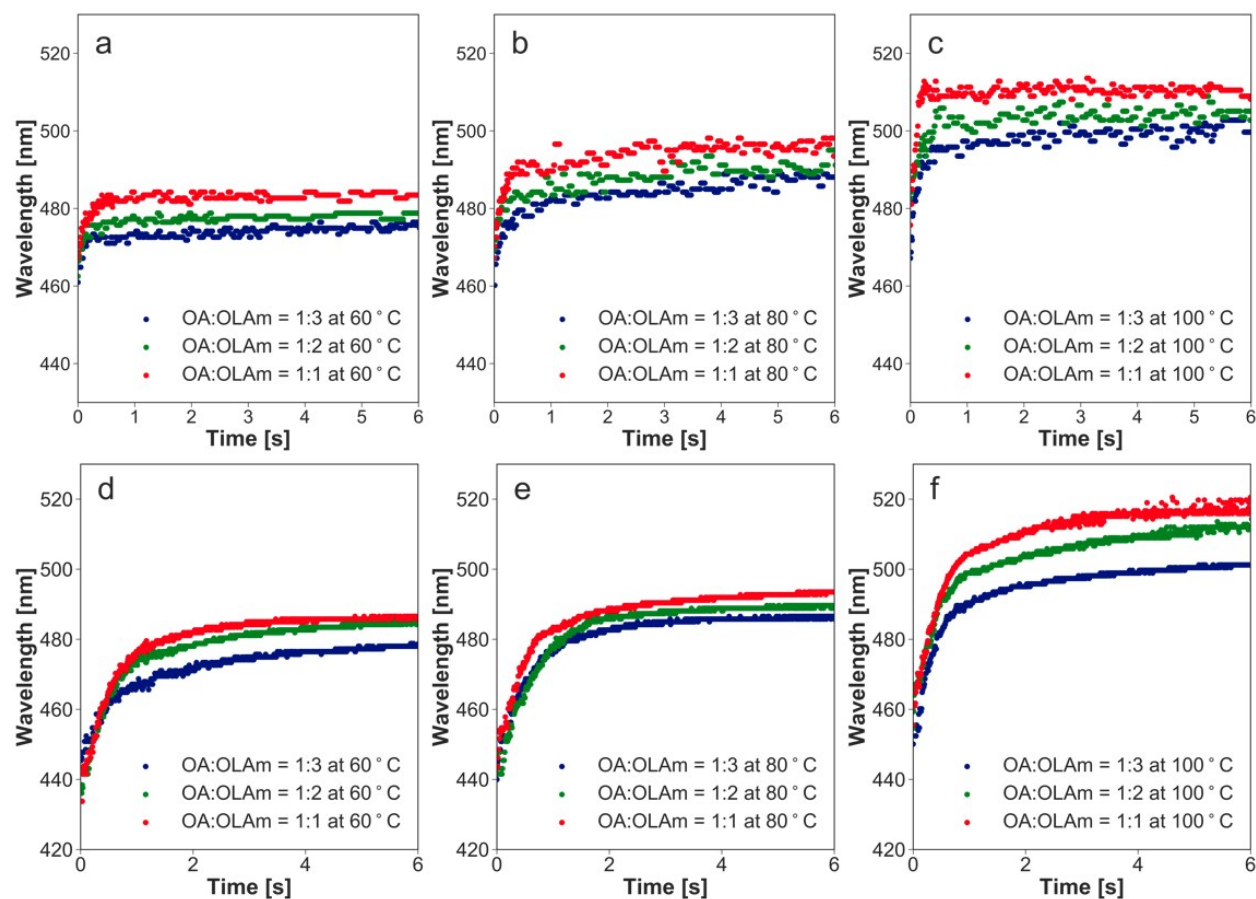 a
520
500
480
460
440
Wavelength [nm]
OA:OLAm = 1:3 at 60°C
OA:OLAm = 1:2 at 60°C
OA:OLAm = 1:1 at 60°C
0 1 2 3 4 5 6
Time [s]
b
520
500
480
460
440
Wavelength [nm]
OA:OLAm = 1:3 at 80°C
OA:OLAm = 1:2 at 80°C
OA:OLAm = 1:1 at 80°C
0 1 2 3 4 5 6
Time [s]
c
520
500
480
460
440
Wavelength [nm]
OA:OLAm = 1:3 at 100°C
OA:OLAm = 1:2 at 100°C
OA:OLAm = 1:1 at 100°C
0 1 2 3 4 5 6
Time [s]
d
520
500
480
460
440
420
Wavelength [nm]
OA:OLAm = 1:3 at 60°C
OA:OLAm = 1:2 at 60°C
OA:OLAm = 1:1 at 60°C
0 2 4 6
Time [s]
e
520
500
480
460
440
420
Wavelength [nm]
OA:OLAm = 1:3 at 80°C
OA:OLAm = 1:2 at 80°C
OA:OLAm = 1:1 at 80°C
0 2 4 6
Time [s]
f
520
500
480
460
440
420
Wavelength [nm]
OA:OLAm = 1:3 at 100°C
OA:OLAm = 1:2 at 100°C
OA:OLAm = 1:1 at 100°C
0 2 4 6
Time [s]